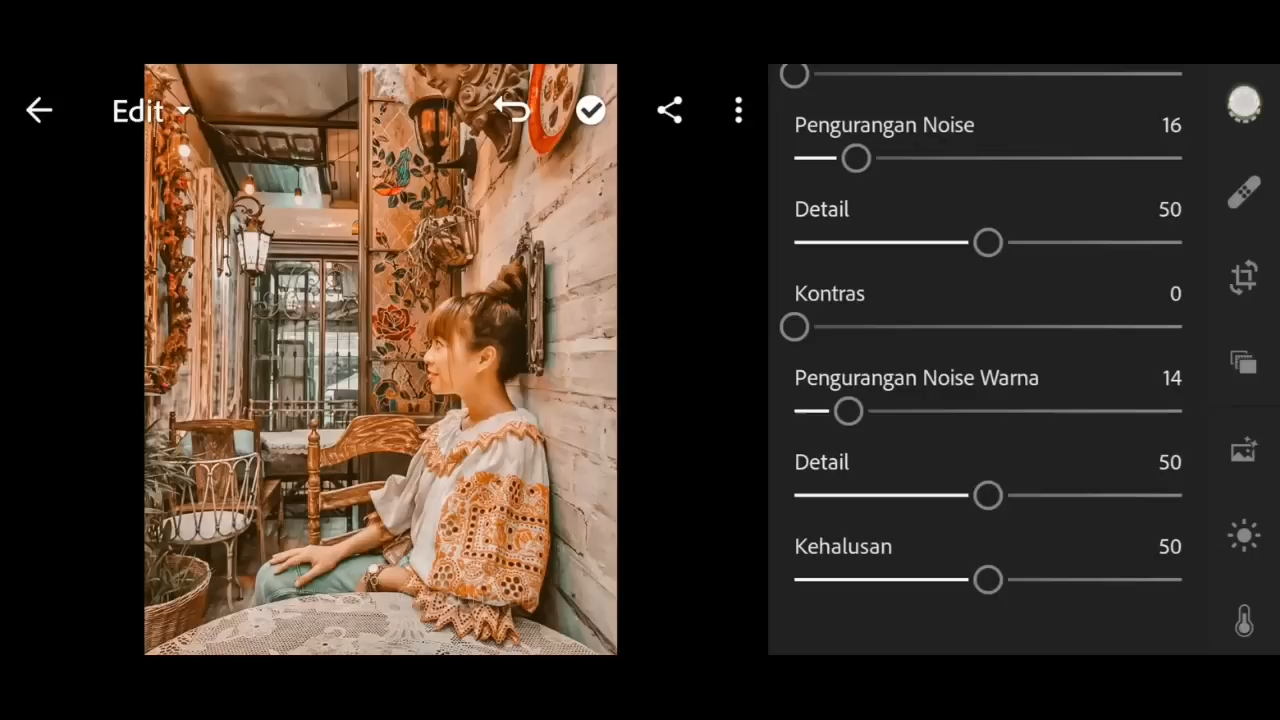 Edit
Pengurangan Noise 16
Detail 50
Kontras 0
Pengurangan Noise Warna 14
Detail 50
Kehalusan 50